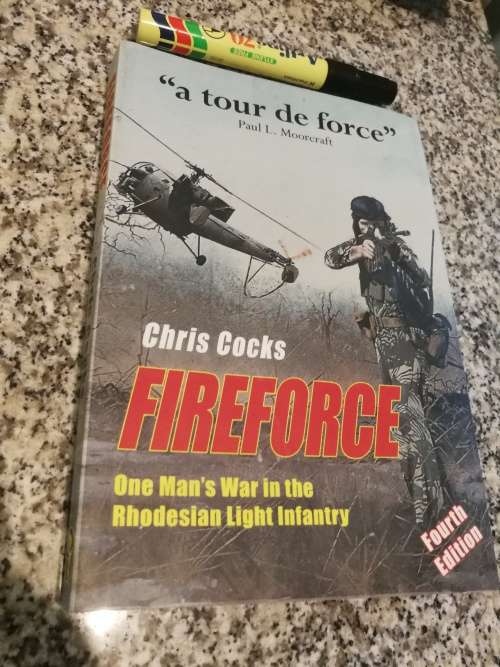 "a tour de force"
Paul L. Moorcraft
Chris Cocks
FIREFORCE
One Man's War in the
Rhodesian Light Infantry
Fourth
Edition